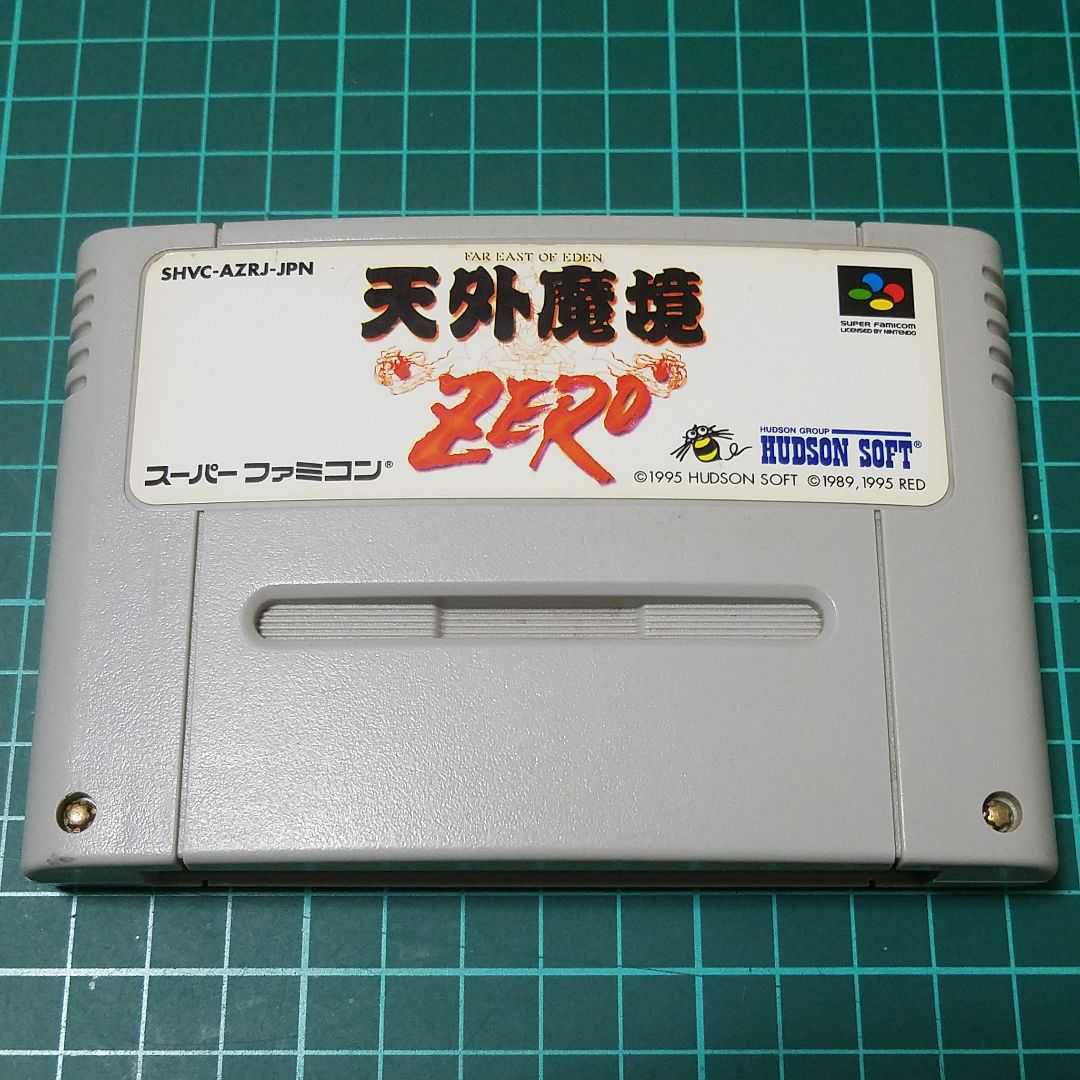 SHVC-AZRJ-JPN
FAR EAST OF EDEN
天外魔境
ZERO
SUPER FAMICOM
LICENSED BY NINTENDO
HUDSON GROUP
HUDSON SOFT®
スーパーファミコン®
©1995 HUDSON SOFT ©1989,1995 RED